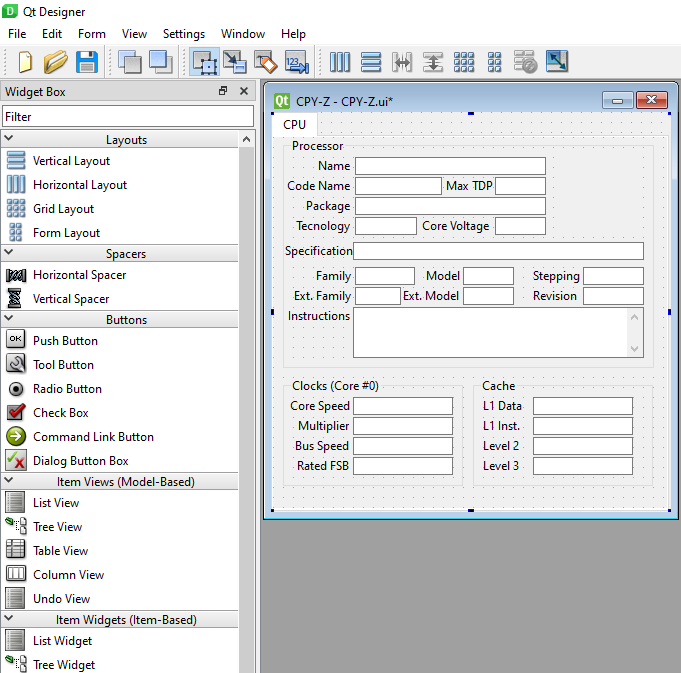 Qt Designer
File Edit Form View Settings Window Help
123
Widget Box
Filter
Layouts
Vertical Layout
Horizontal Layout
Grid Layout
Form Layout
Spacers
Horizontal Spacer
Vertical Spacer
Buttons
OK Push Button
Tool Button
Radio Button
Check Box
Command Link Button
Dialog Button Box
Item Views (Model-Based)
List View
Tree View
Table View
Column View
Undo View
Item Widgets (Item-Based)
List Widget
Tree Widget
Qt CPY-Z - CPY-Z.ui*
CPU
Processor
Name
Code Name Max TDP
Package
Tecnology Core Voltage
Specification
Family Model Stepping
Ext. Family Ext. Model Revision
Instructions
Clocks (Core #0)
Core Speed
Multiplier
Bus Speed
Rated FSB
Cache
L1 Data
L1 Inst.
Level 2
Level 3